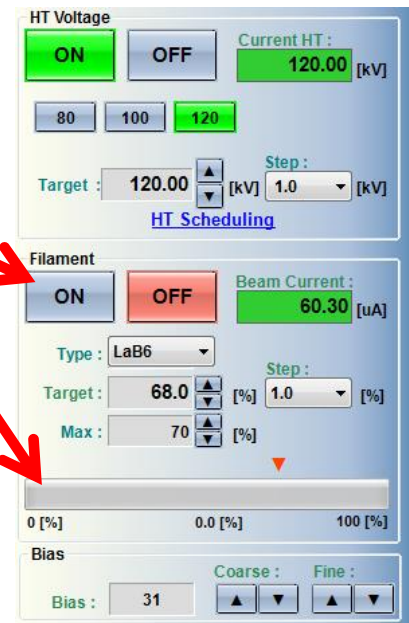 HT Voltage
ON OFF Current HT :
120.00 [kV]
80 100 120
Step :
Target : 120.00 [kV] 1.0 [kV]
HT Scheduling
Filament
ON OFF Beam Current :
60.30 [uA]
Type : LaB6
Step :
Target : 68.0 [%] 1.0 [%]
Max : 70 [%]
0 [%] 0.0 [%] 100 [%]
Bias
Coarse : Fine :
Bias : 31